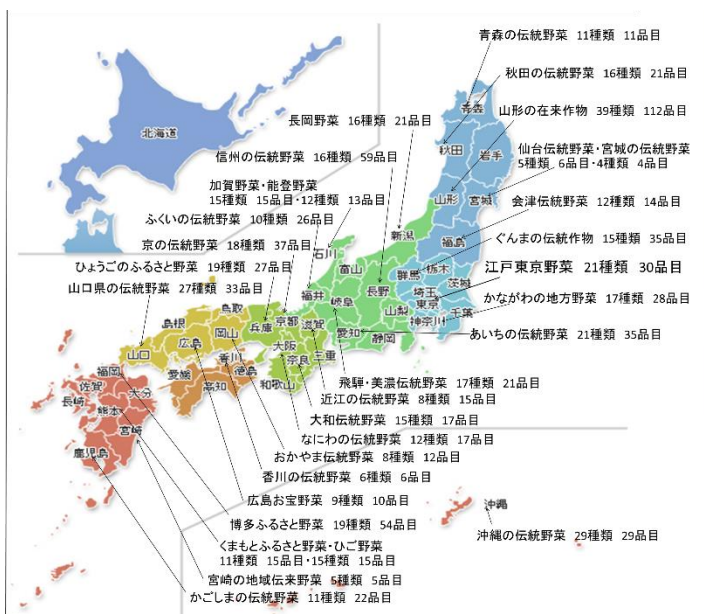 青森の伝統野菜 11種類 11品目
秋田の伝統野菜 16種類 21品目
山形の在来作物 39種類 112品目
長岡野菜 16種類 21品目
仙台伝統野菜・宮城の伝統野菜
5種類 6品目・4種類 4品目
信州の伝統野菜 16種類 59品目
加賀野菜・能登野菜
15種類 15品目・12種類 13品目
会津伝統野菜 12種類 14品目
ふくいの伝統野菜 10種類 26品目
京の伝統野菜 18種類 37品目
ぐんまの伝統作物 15種類 35品目
ひょうごのふるさと野菜 19種類 27品目
江戸東京野菜 21種類 30品目
山口県の伝統野菜 27種類 33品目
かながわの地方野菜 17種類 28品目
あいちの伝統野菜 21種類 35品目
飛騨・美濃伝統野菜 17種類 21品目
近江の伝統野菜 8種類 15品目
大和伝統野菜 15種類 17品目
なにわの伝統野菜 12種類 17品目
おかやま伝統野菜 8種類 12品目
香川の伝統野菜 6種類 6品目
広島お宝野菜 9種類 10品目
博多ふるさと野菜 19種類 54品目
沖縄の伝統野菜 29種類 29品目
くまもとふるさと野菜・ひご野菜
11種類 15品目・15種類 15品目
宮崎の地域伝来野菜 5種類 5品目
かごしまの伝統野菜 11種類 22品目
北海道
青森
秋田
岩手
山形
宮城
新潟
福島
石川
富山
群馬
栃木
茨城
福井
岐阜
長野
埼玉
東京
山梨
千葉
神奈川
鳥取
島根
兵庫
京都
滋賀
愛知
静岡
岡山
広島
山口
大阪
奈良
三重
和歌山
香川
徳島
愛媛
高知
福岡
佐賀
大分
長崎
熊本
宮崎
鹿児島
沖縄